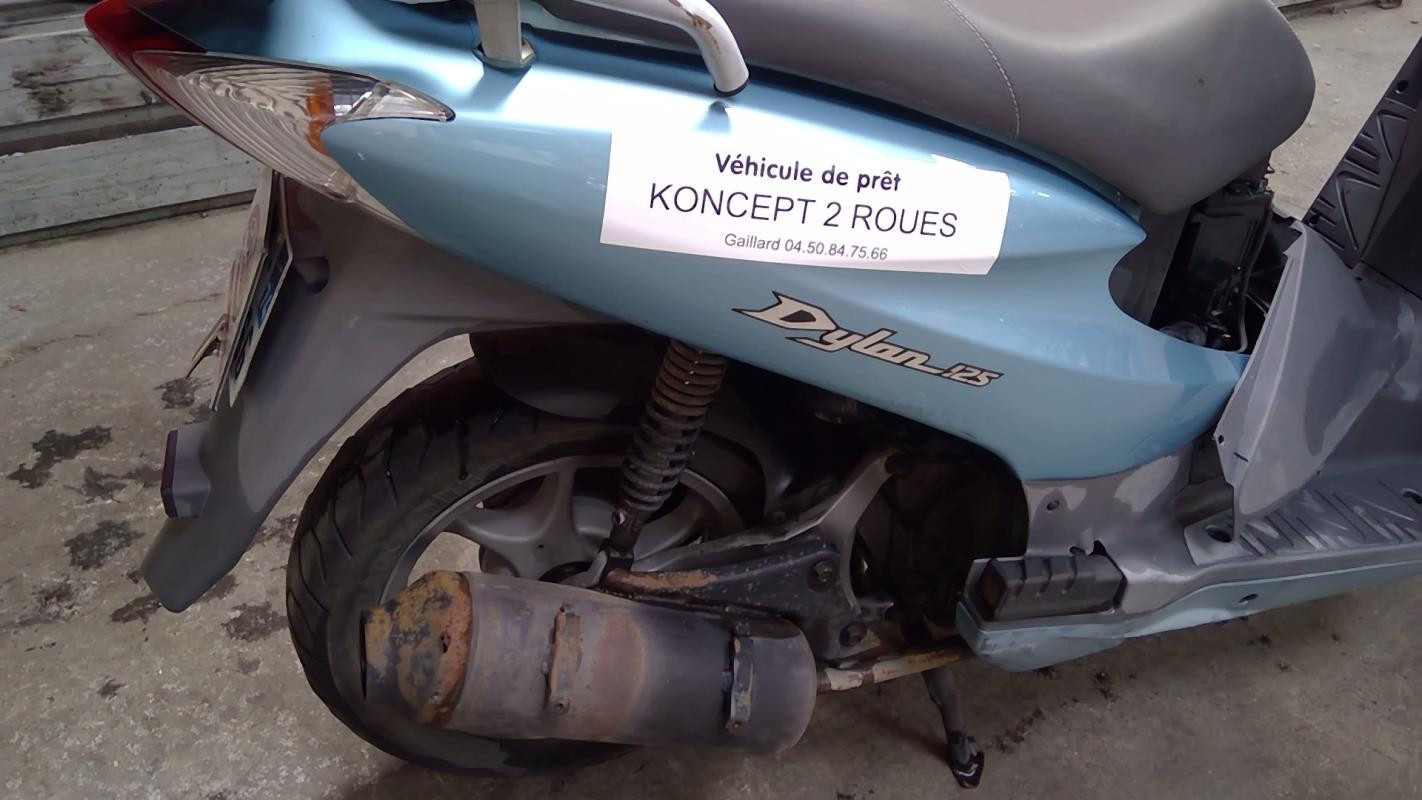 Véhicule de prêt
KONCEPT 2 ROUES
Gaillard 04.50.84.75.66
Dylan 125